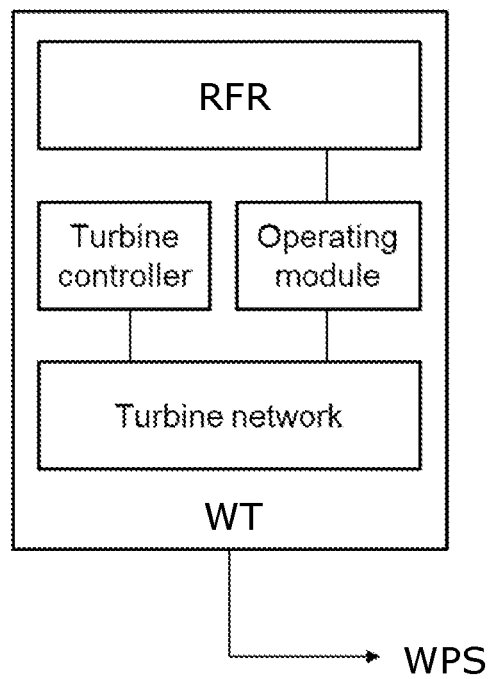 RFR
Turbine
controller
Operating
module
Turbine network
WT
WPS